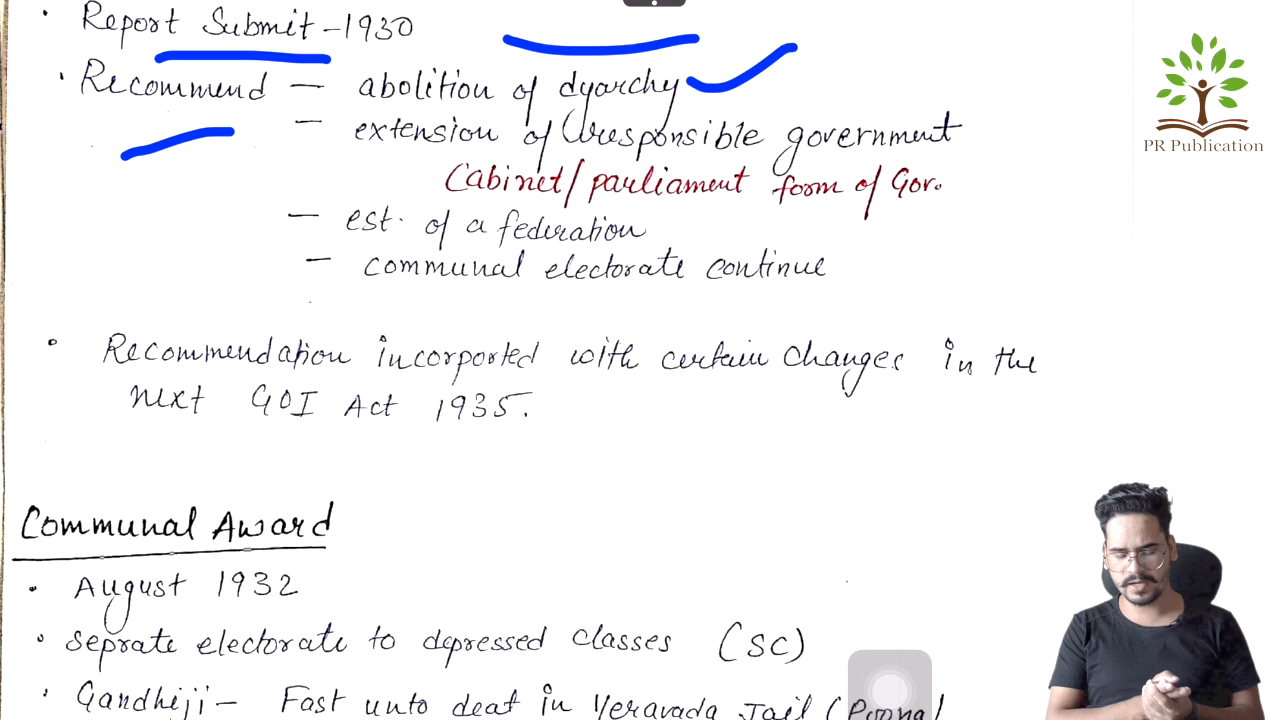 · Report Submit - 1930
· Recommend — abolition of dyarchy
— extension of responsible government
Cabinet/parliament form of Gov.
— est. of a federation
— communal electorate continue
· Recommendation incorported with certain changes in the
next GOI Act 1935.
Communal Award
· August 1932
· seprate electorate to depressed classes (SC)
· Gandhiji - Fast unto deat in Yeravada Jail (Poona)
PR Publication